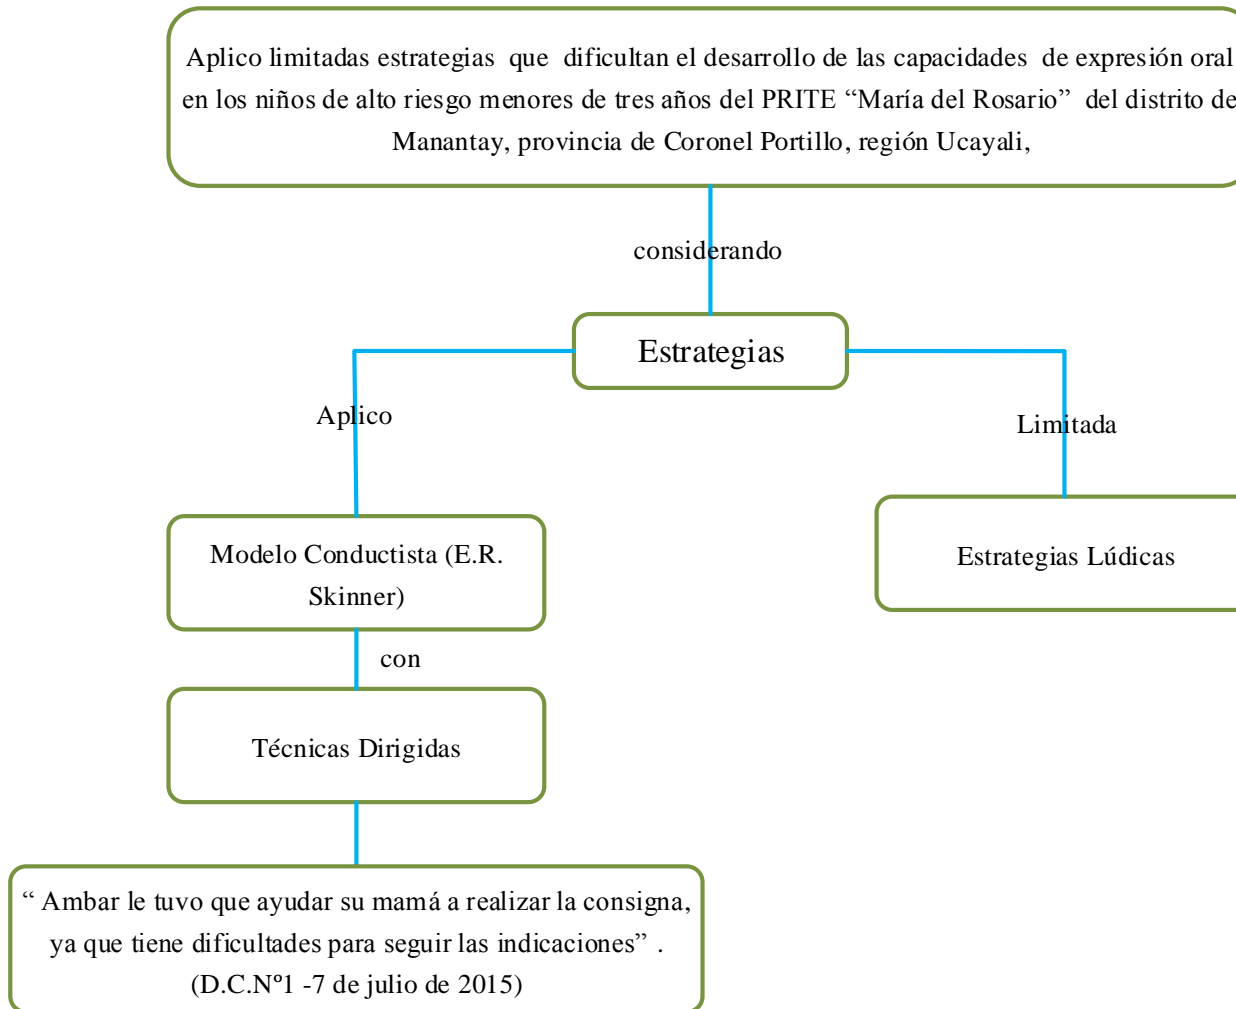 Aplico limitadas estrategias que dificultan el desarrollo de las capacidades de expresión oral
en los niños de alto riesgo menores de tres años del PRITE “María del Rosario” del distrito de
Manantay, provincia de Coronel Portillo, región Ucayali,
considerando
Estrategias
Aplico
Limitada
Modelo Conductista (E.R.
Skinner)
Estrategias Lúdicas
con
Técnicas Dirigidas
“ Ambar le tuvo que ayudar su mamá a realizar la consigna,
ya que tiene dificultades para seguir las indicaciones” .
(D.C.Nº1 -7 de julio de 2015)